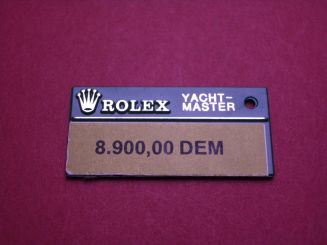 ROLEX YACHT-
MASTER
8.900,00 DEM